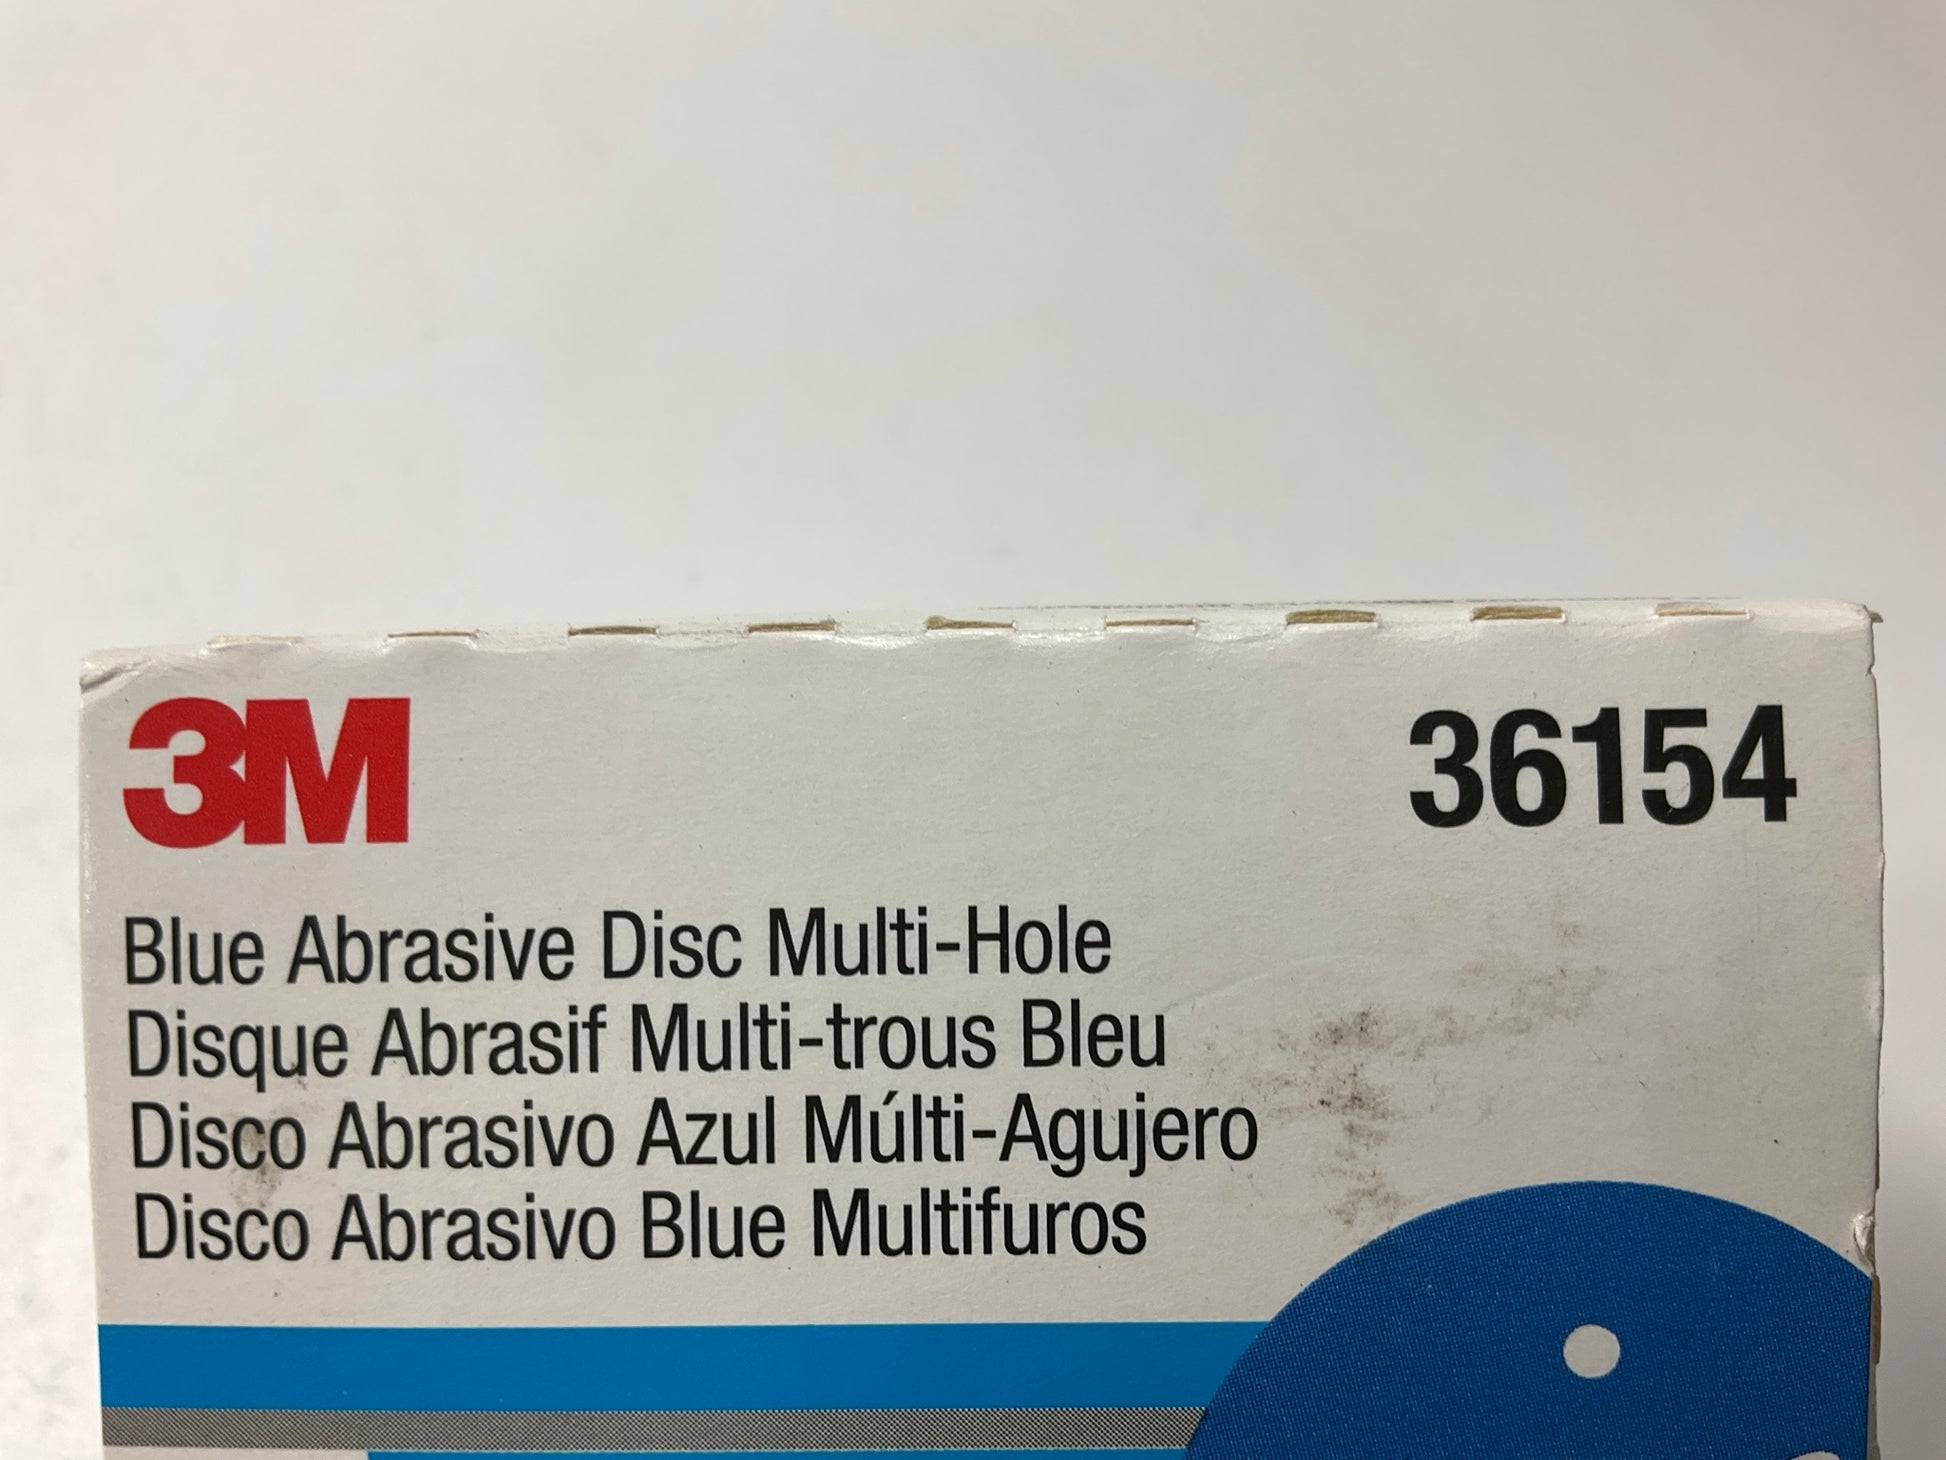 3M
36154
Blue Abrasive Disc Multi-Hole
Disque Abrasif Multi-trous Bleu
Disco Abrasivo Azul Múlti-Agujero
Disco Abrasivo Blue Multifuros